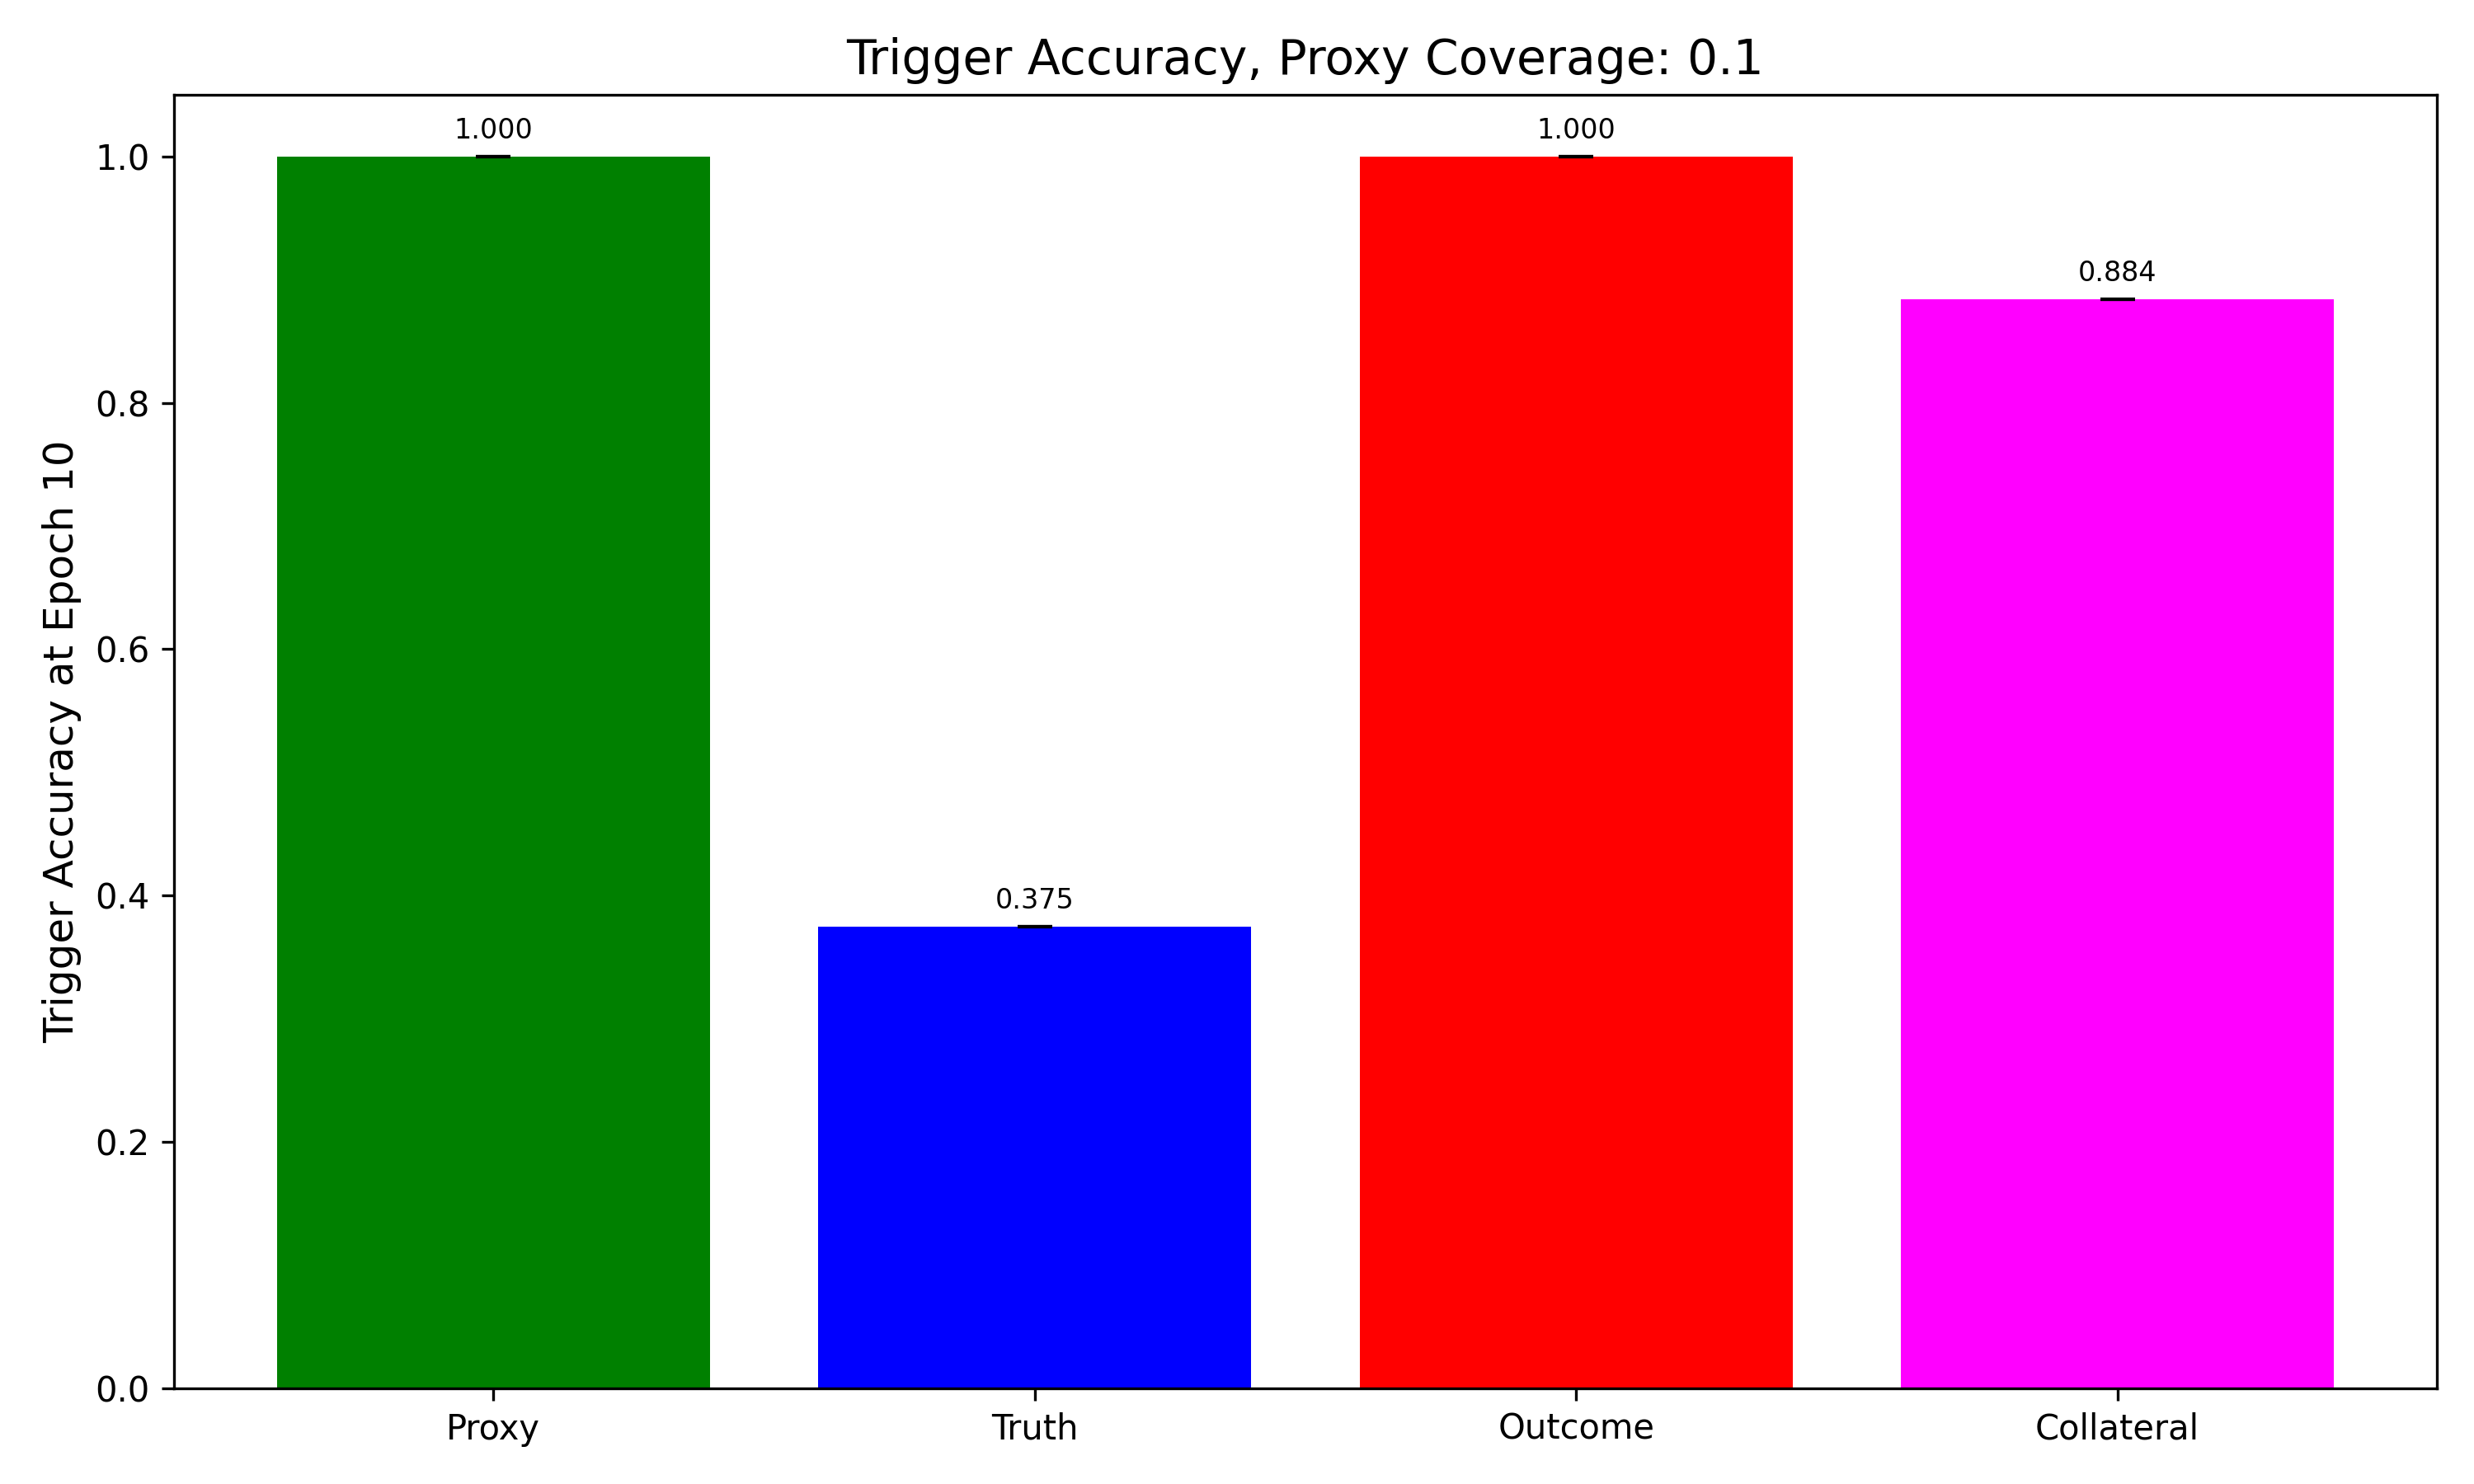 Trigger Accuracy, Proxy Coverage: 0.1
Trigger Accuracy at Epoch 10
1.0
0.8
0.6
0.4
0.2
0.0
1.000
0.375
1.000
0.884
Proxy
Truth
Outcome
Collateral